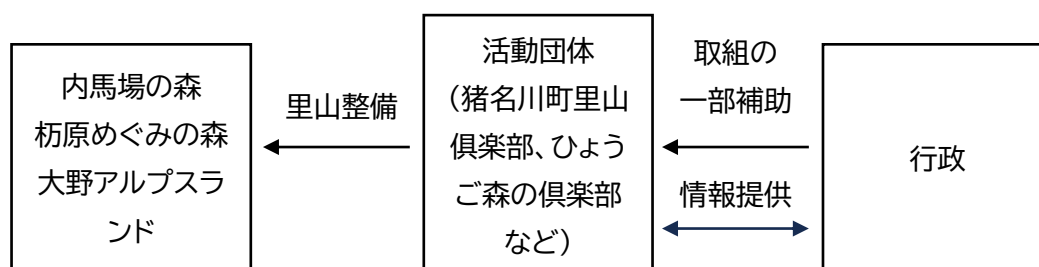 内馬場の森
杤原めぐみの森
大野アルプスラ
ンド
里山整備
活動団体
（猪名川町里山
倶楽部、ひょう
ご森の倶楽部
など）
取組の
一部補助
情報提供
行政